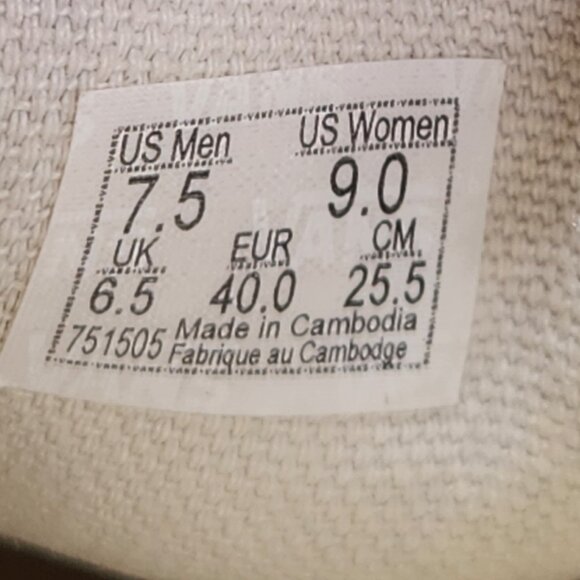 US Men US Women
7.5 9.0
UK EUR CM
6.5 40.0 25.5
751505 Made in Cambodia
Fabrique au Cambodge